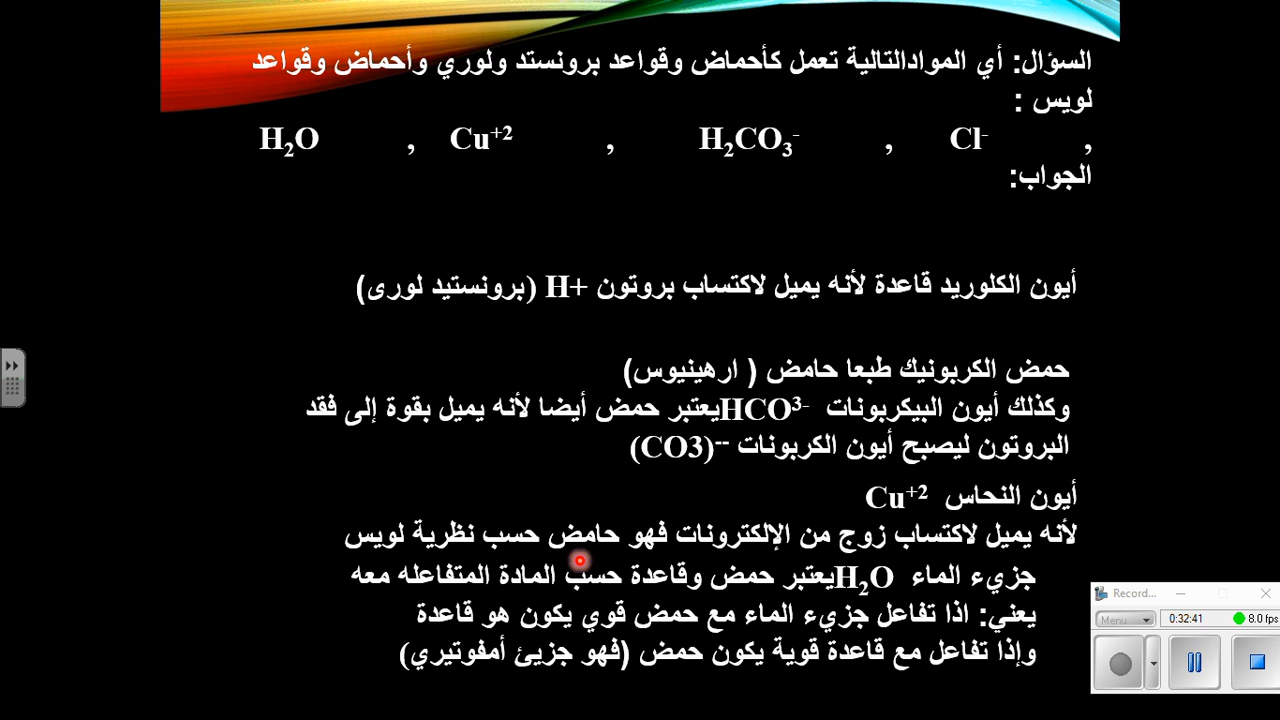 السؤال: أي الموادالتالية تعمل كأحماض وقواعد برونستد ولوري وأحماض وقواعد
لويس :
H₂O , Cu⁺² , H₂CO₃⁻ , Cl⁻ ,
الجواب:
أيون الكلوريد قاعدة لأنه يميل لاكتساب بروتون +H (برونستيد لورى)
حمض الكربونيك طبعا حامض ( ارهينيوس)
وكذلك أيون البيكربونات HCO³⁻يعتبر حمض أيضا لأنه يميل بقوة إلى فقد
البروتون ليصبح أيون الكربونات ⁻⁻(CO3)
أيون النحاس Cu⁺²
لأنه يميل لاكتساب زوج من الإلكترونات فهو حامض حسب نظرية لويس
جزيء الماء H₂Oيعتبر حمض وقاعدة حسب المادة المتفاعله معه
يعني: اذا تفاعل جزيء الماء مع حمض قوي يكون هو قاعدة
وإذا تفاعل مع قاعدة قوية يكون حمض (فهو جزيئ أمفوتيري)
Record...
Menu 0:32:41 8.0 fps